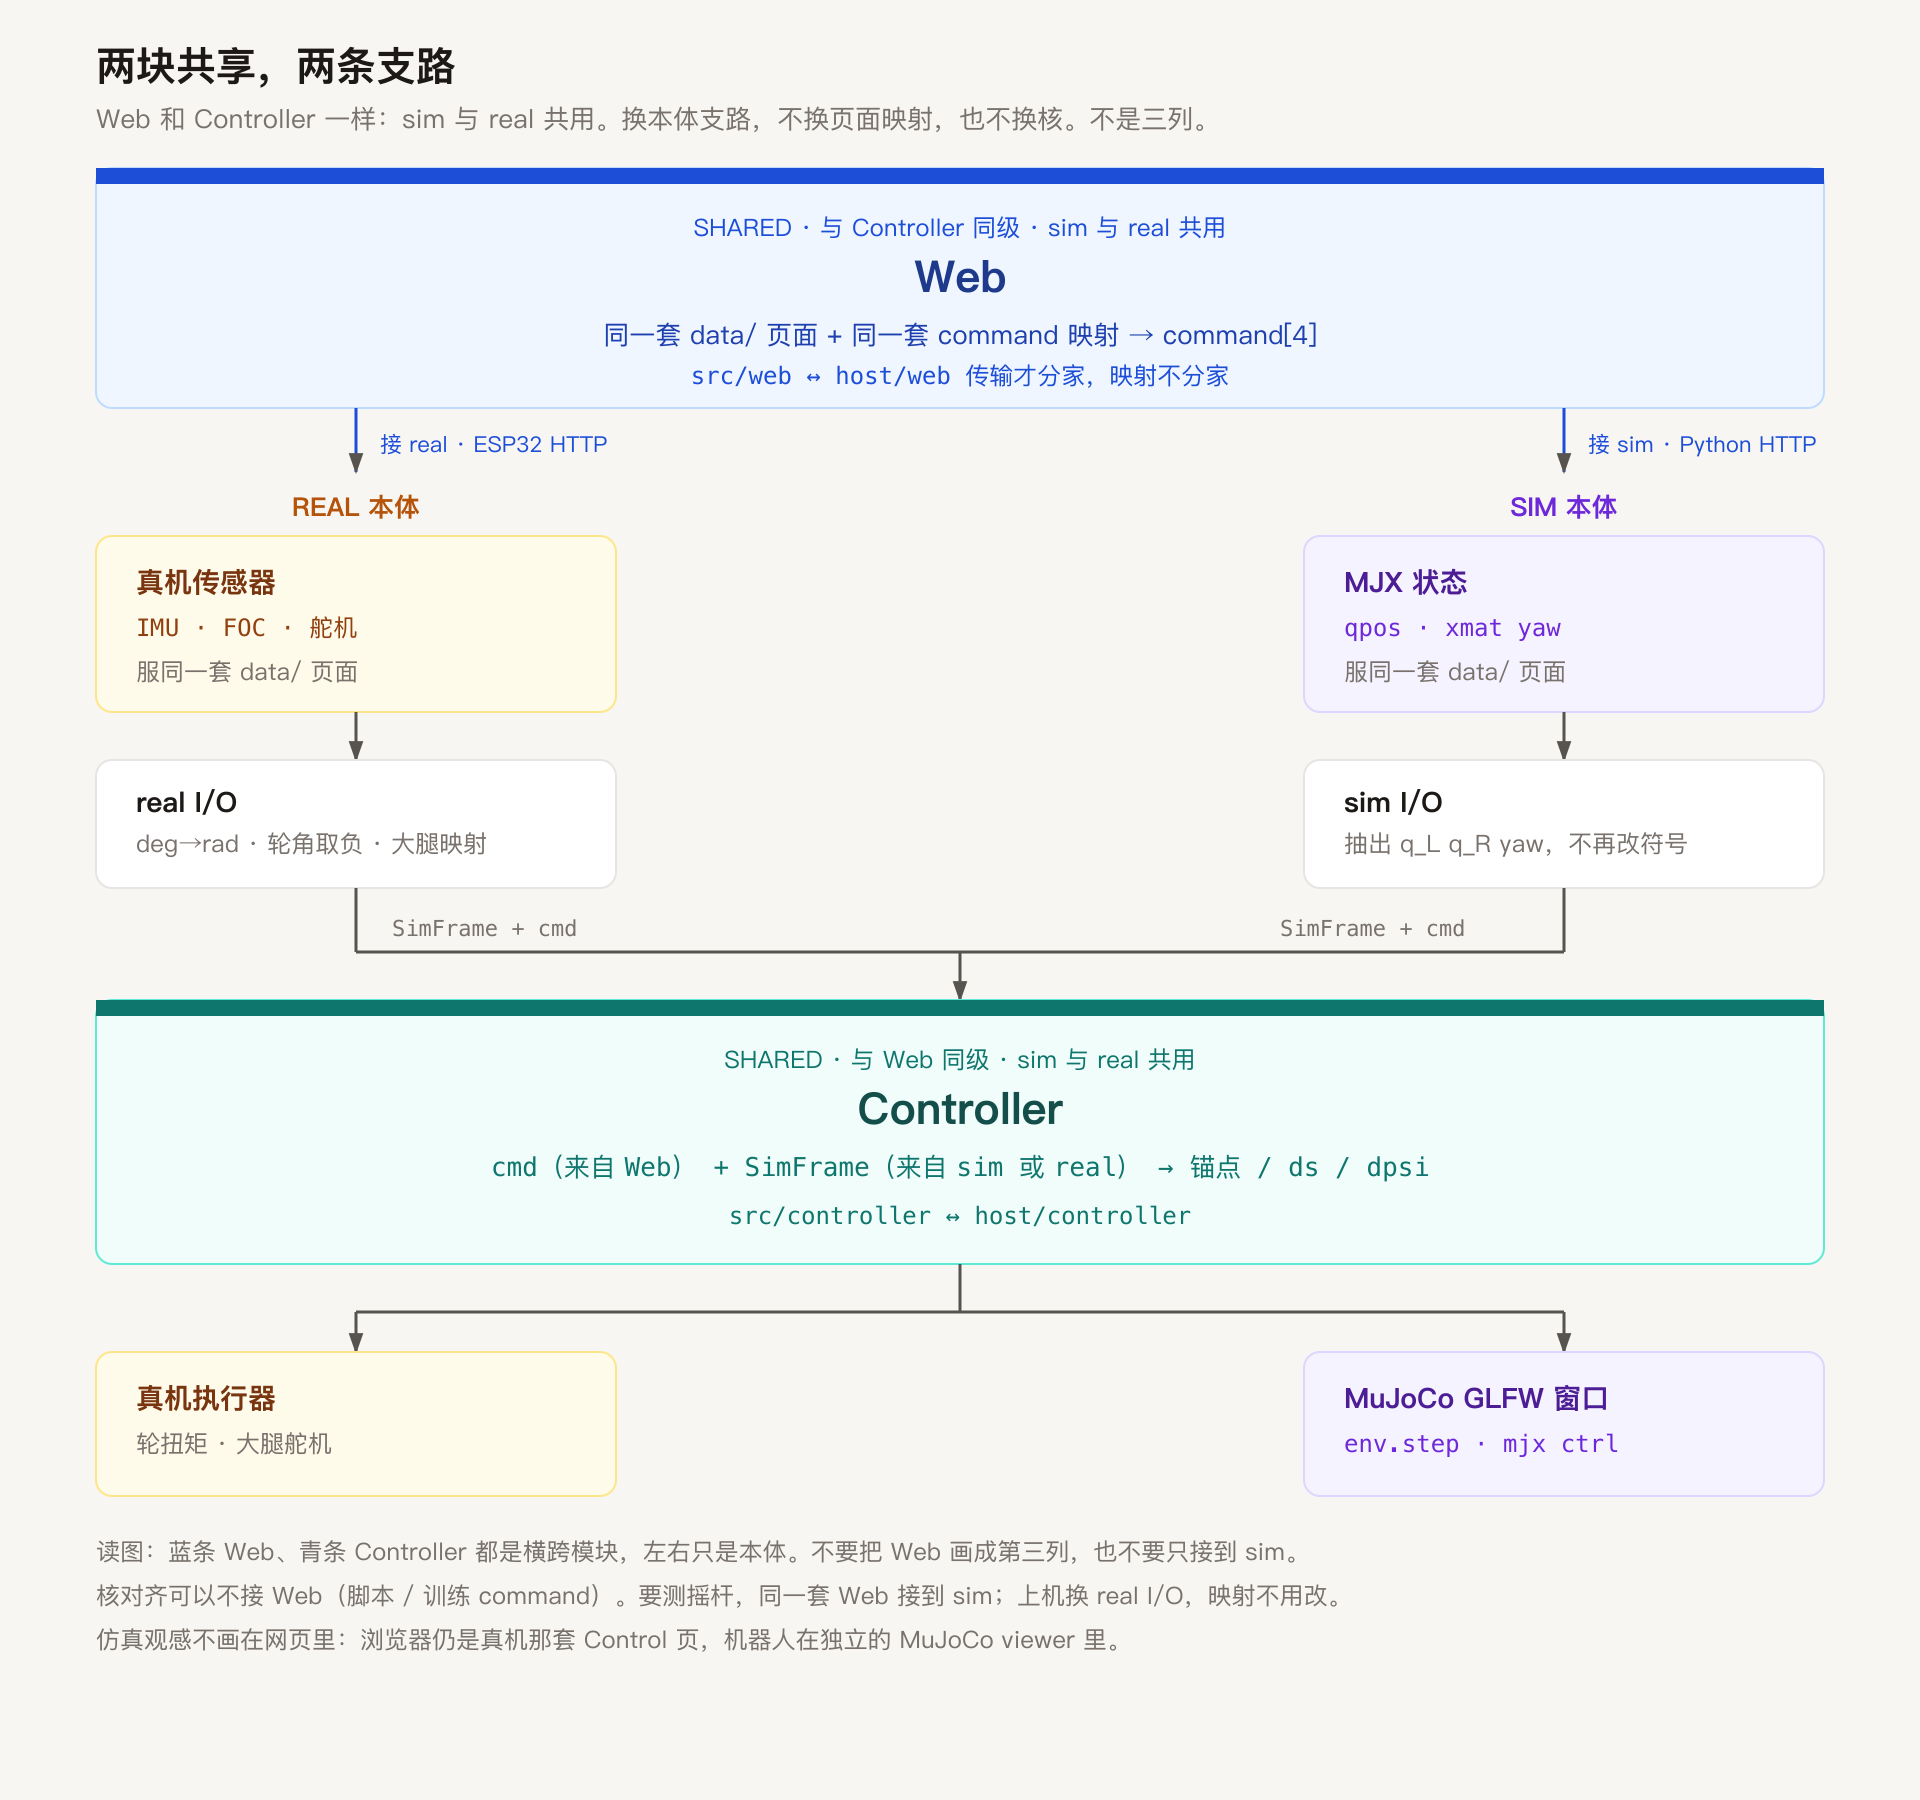 两块共享，两条支路
Web 和 Controller 一样：sim 与 real 共用。换本体支路，不换页面映射，也不换核。不是三列。
SHARED · 与 Controller 同级 · sim 与 real 共用
Web
同一套 data/ 页面 + 同一套 command 映射 → command[4]
src/web ↔ host/web 传输才分家，映射不分家
接 real · ESP32 HTTP
接 sim · Python HTTP
REAL 本体
SIM 本体
真机传感器
IMU · FOC · 舵机
服同一套 data/ 页面
MJX 状态
qpos · xmat yaw
服同一套 data/ 页面
real I/O
deg→rad · 轮角取负 · 大腿映射
sim I/O
抽出 q_L q_R yaw，不再改符号
SimFrame + cmd
SimFrame + cmd
SHARED · 与 Web 同级 · sim 与 real 共用
Controller
cmd（来自 Web） + SimFrame（来自 sim 或 real） → 锚点 / ds / dpsi
src/controller ↔ host/controller
真机执行器
轮扭矩 · 大腿舵机
MuJoCo GLFW 窗口
env.step · mjx ctrl
读图：蓝条 Web、青条 Controller 都是横跨模块，左右只是本体。不要把 Web 画成第三列，也不要只接到 sim。
核对齐可以不接 Web（脚本 / 训练 command）。要测摇杆，同一套 Web 接到 sim；上机换 real I/O，映射不用改。
仿真观感不画在网页里：浏览器仍是真机那套 Control 页，机器人在独立的 MuJoCo viewer 里。